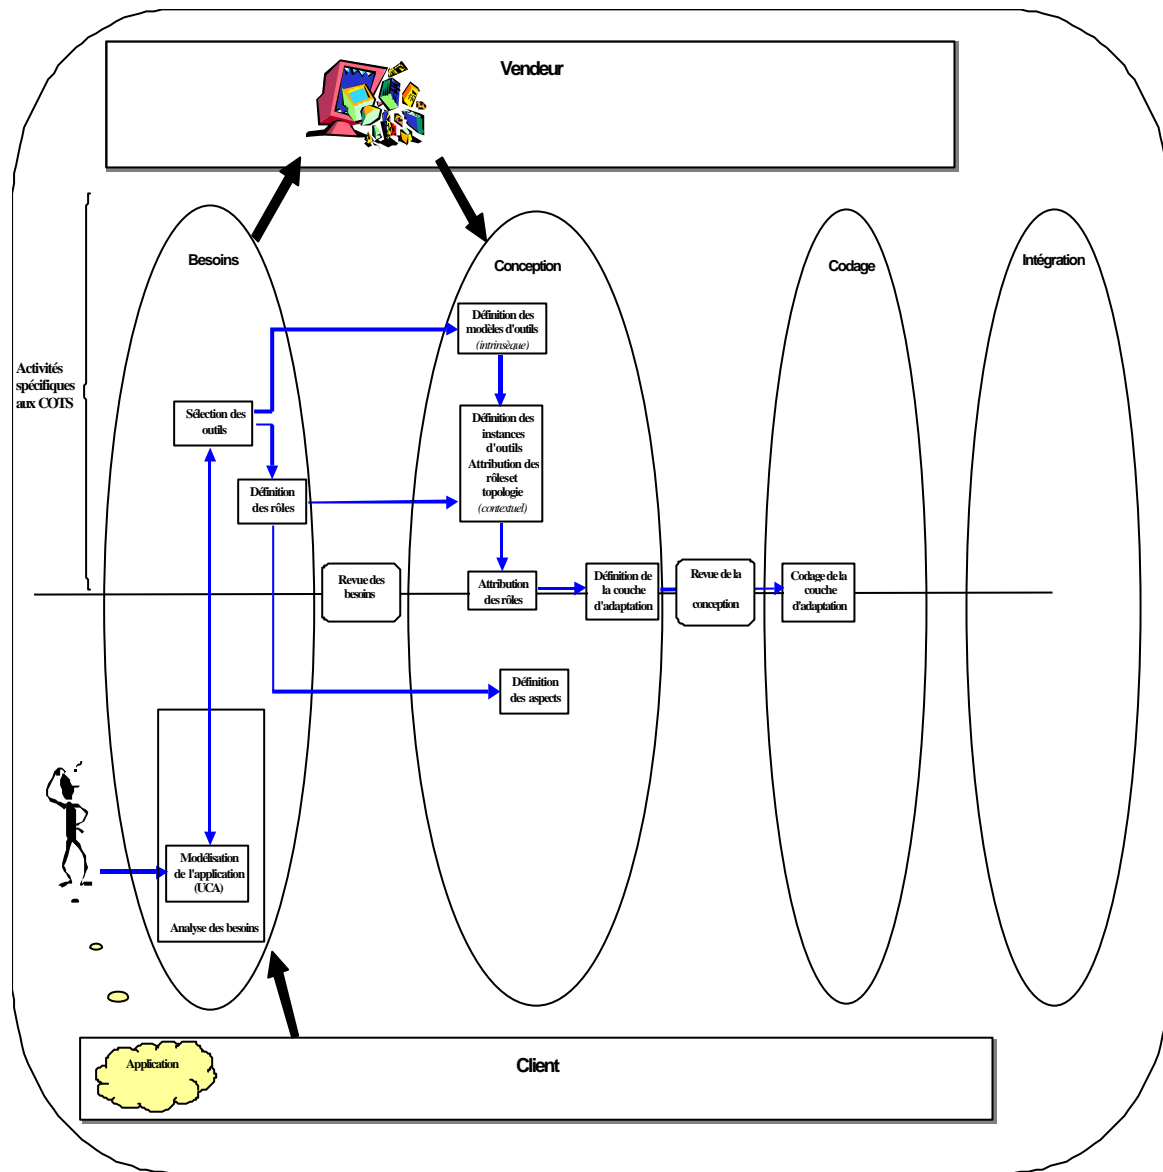 Vendeur
Besoins
Conception
Codage
Intégration
Activités
spécifiques
aux COTS
Définition des
modèles d'outils
(intrinsèque)
Sélection des
outils
Définition des
instances
d'outils
Attribution des
rôleset
topologie
(contextuel)
Définition
des rôles
Revue des
besoins
Attribution
des rôles
Définition de
la couche
d'adaptation
Revue de la
conception
Codage de la
couche
d'adaptation
Définition
des aspects
Modélisation
de l'application
(UCA)
Analyse des besoins
Application
Client